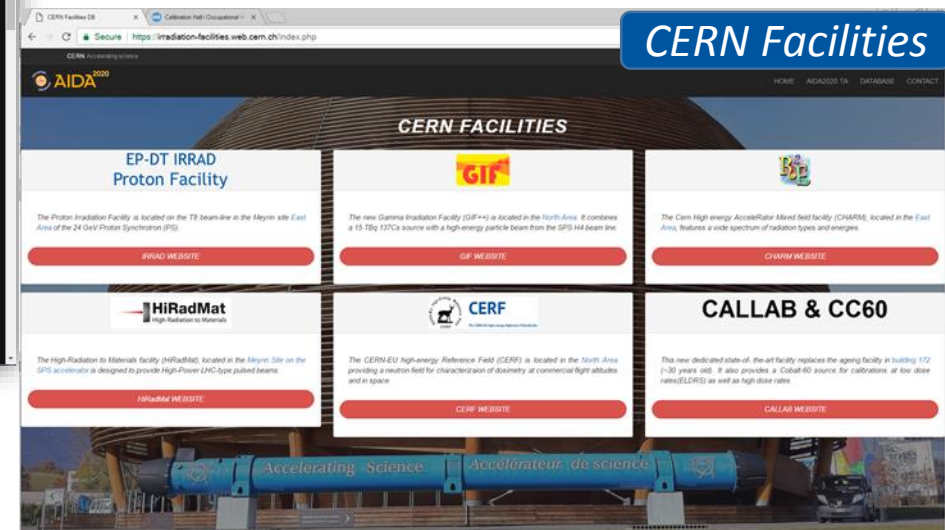 CERN Facilities DB
Calibration Hall | Occupational
Secure https://irradiation-facilities.web.cern.ch/index.php
CERN Facilities
CERN Accelerating science
AIDA2020
HOME AIDA2020 TA DATABASE CONTACT
CERN FACILITIES
EP-DT IRRAD
Proton Facility
The Proton Irradiation Facility is located on the T8 beam-line in the Meyrin site East
Area of the 24 GeV Proton Synchrotron (PS).
IRRAD WEBSITE
GIF++
The new Gamma Irradiation Facility (GIF++) is located in the North Area. It combines
a 15 TBq 137Cs source with a high-energy particle beam from the SPS H4 beam line.
GIF WEBSITE
R2E
The Cern High energy AcceleRator Mixed field facility (CHARM), located in the East
Area, features a wide spectrum of radiation types and energies.
CHARM WEBSITE
HiRadMat
High-Radiation to Materials
The High-Radiation to Materials facility (HiRadMat), located in the Meyrin Site on the
SPS accelerator is designed to provide High-Power LHC-type pulsed beams.
HiRadMat WEBSITE
CERF
The CERN-EU high-energy Reference Field (CERF) is located in the North Area
providing a neutron field for characterizaion of dosimetry at commercial flight altitudes
and in space
CERF WEBSITE
CALLAB & CC60
This new dedicated state-of- the-art facility replaces the ageing facility in building 172
(~30 years old). It also provides a Cobalt-60 source for calibrations at low dose
rates(ELDRS) as well as high dose rates.
CALLAB WEBSITE
Accelerating Science
Accélérateur de science